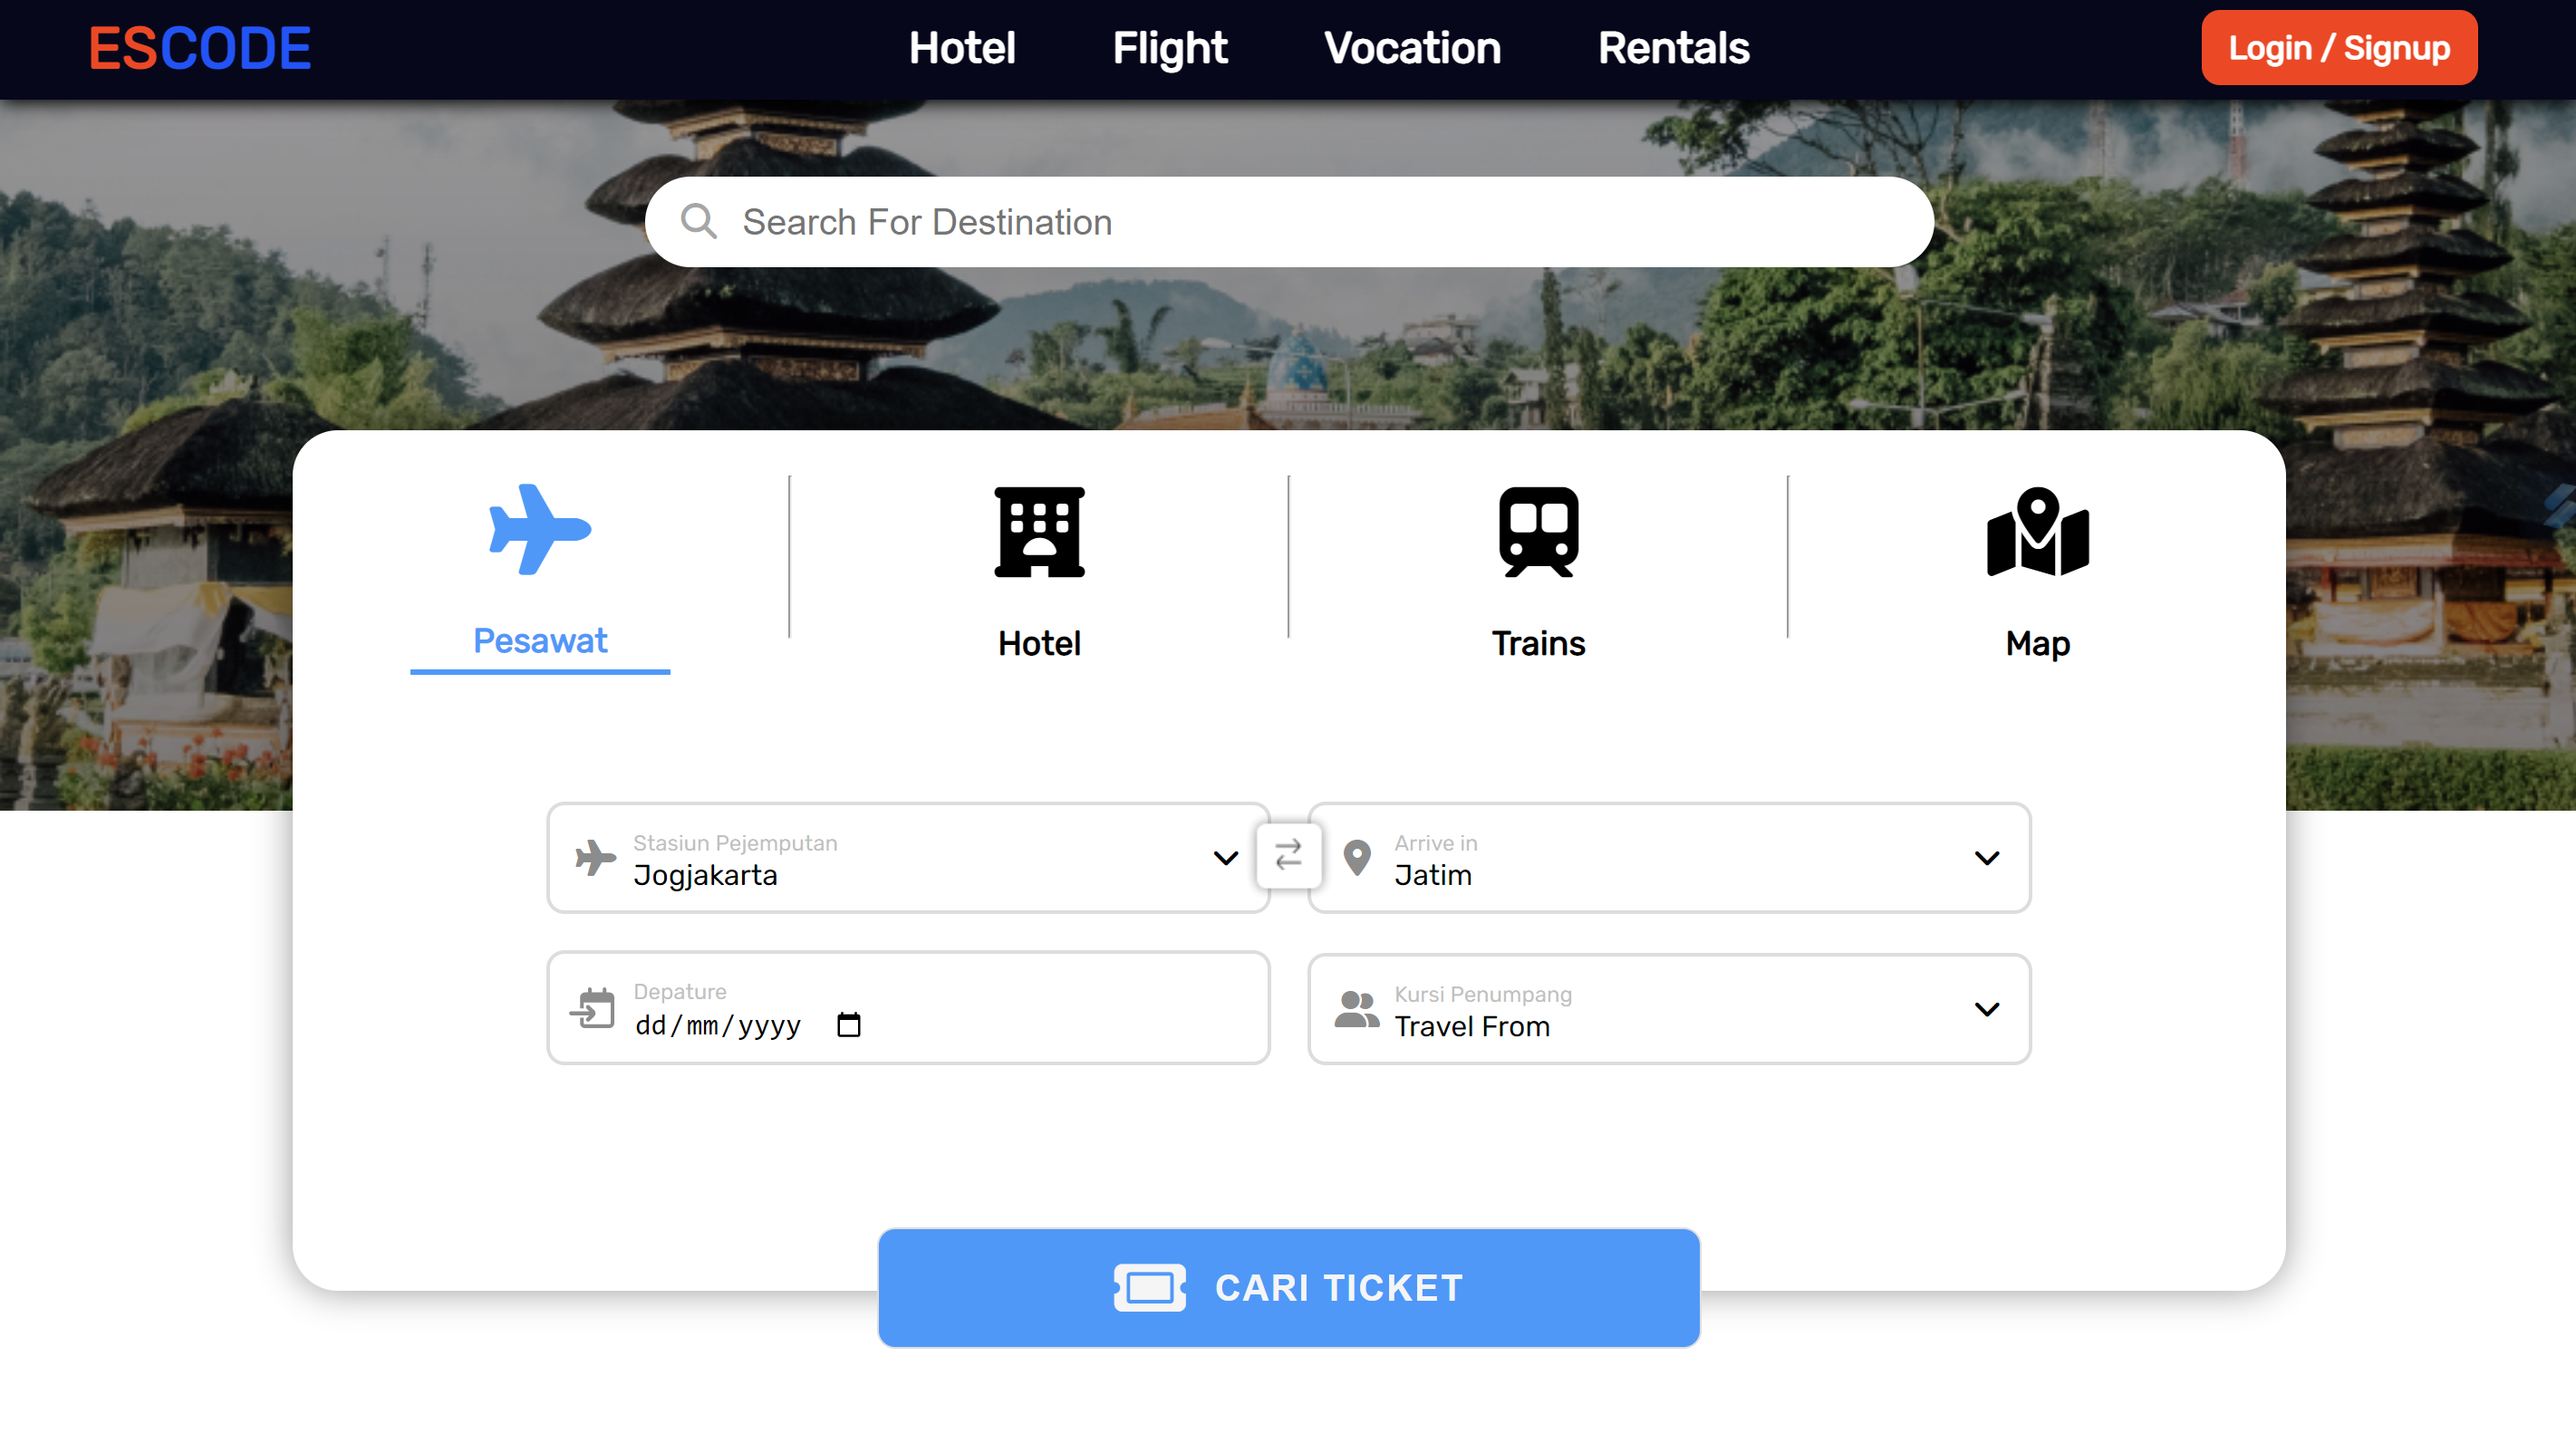 ESCODE
Hotel Flight Vocation Rentals
Login / Signup
Search For Destination
Pesawat
Hotel
Trains
Map
Stasiun Pejemputan
Jogjakarta
Arrive in
Jatim
Depature
dd/mm/yyyy
Kursi Penumpang
Travel From
CARI TICKET